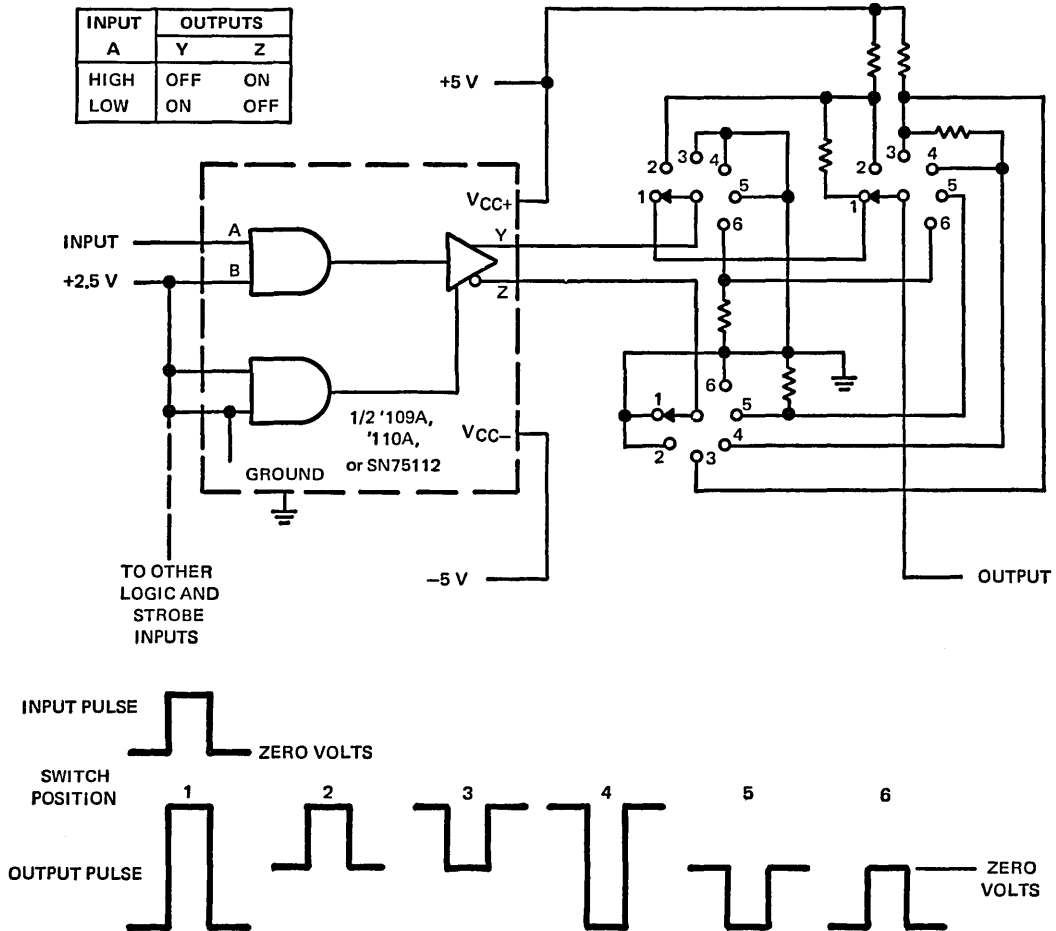 INPUT OUTPUTS
A Y Z
HIGH OFF ON
LOW ON OFF
+5 V
VCC+
INPUT
+2.5 V
A
B
Y
Z
1/2 '109A,
'110A,
or SN75112
VCC−
GROUND
−5 V
TO OTHER
LOGIC AND
STROBE
INPUTS
1
2
3
4
5
6
1
2
3
4
5
6
1
2
3
4
5
6
OUTPUT
INPUT PULSE
ZERO VOLTS
SWITCH
POSITION
1 2 3 4 5 6
OUTPUT PULSE
ZERO
VOLTS